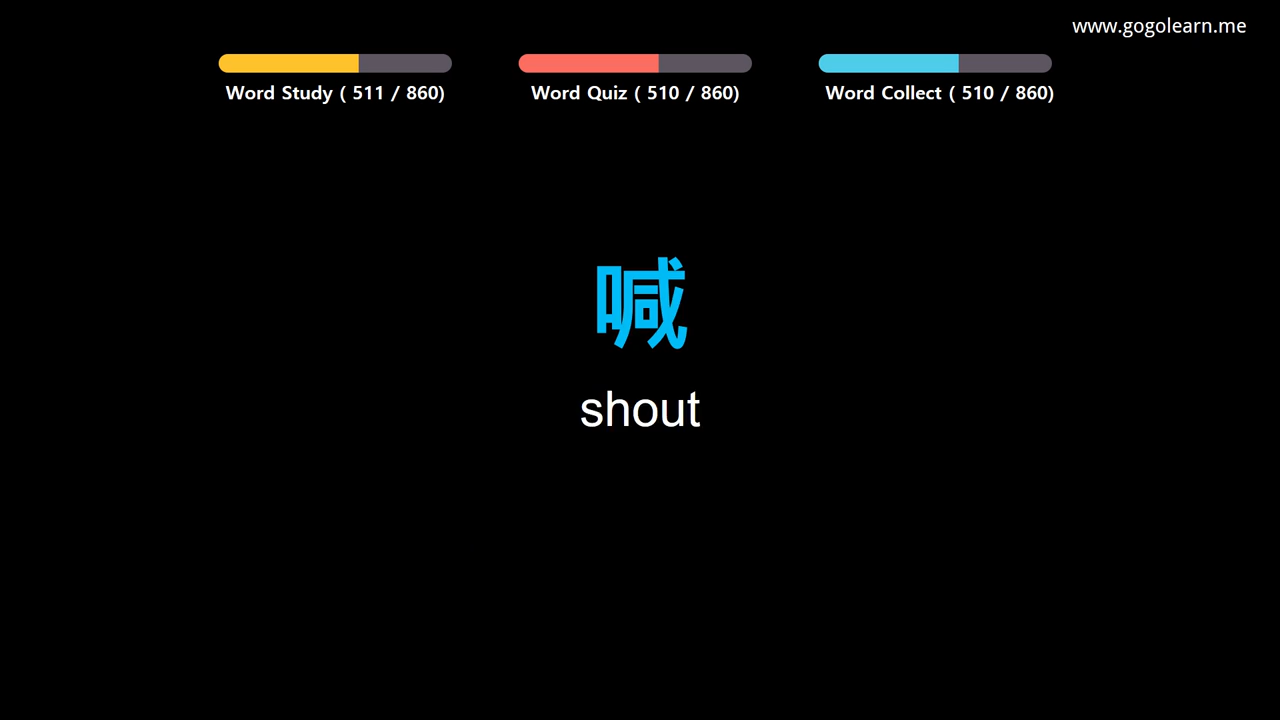 www.gogolearn.me
Word Study ( 511 / 860)
Word Quiz ( 510 / 860)
Word Collect ( 510 / 860)
喊
shout